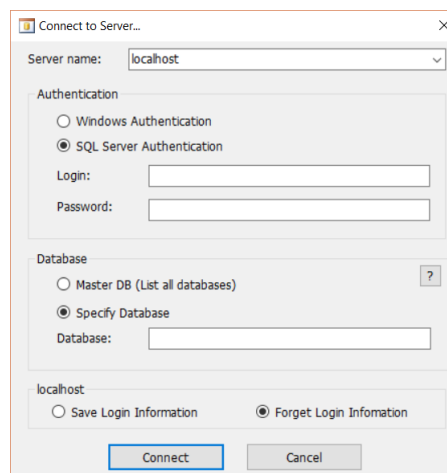 Connect to Server...
Server name: localhost
Authentication
Windows Authentication
SQL Server Authentication
Login:
Password:
Database
?
Master DB (List all databases)
Specify Database
Database:
localhost
Save Login Information Forget Login Infomation
Connect Cancel